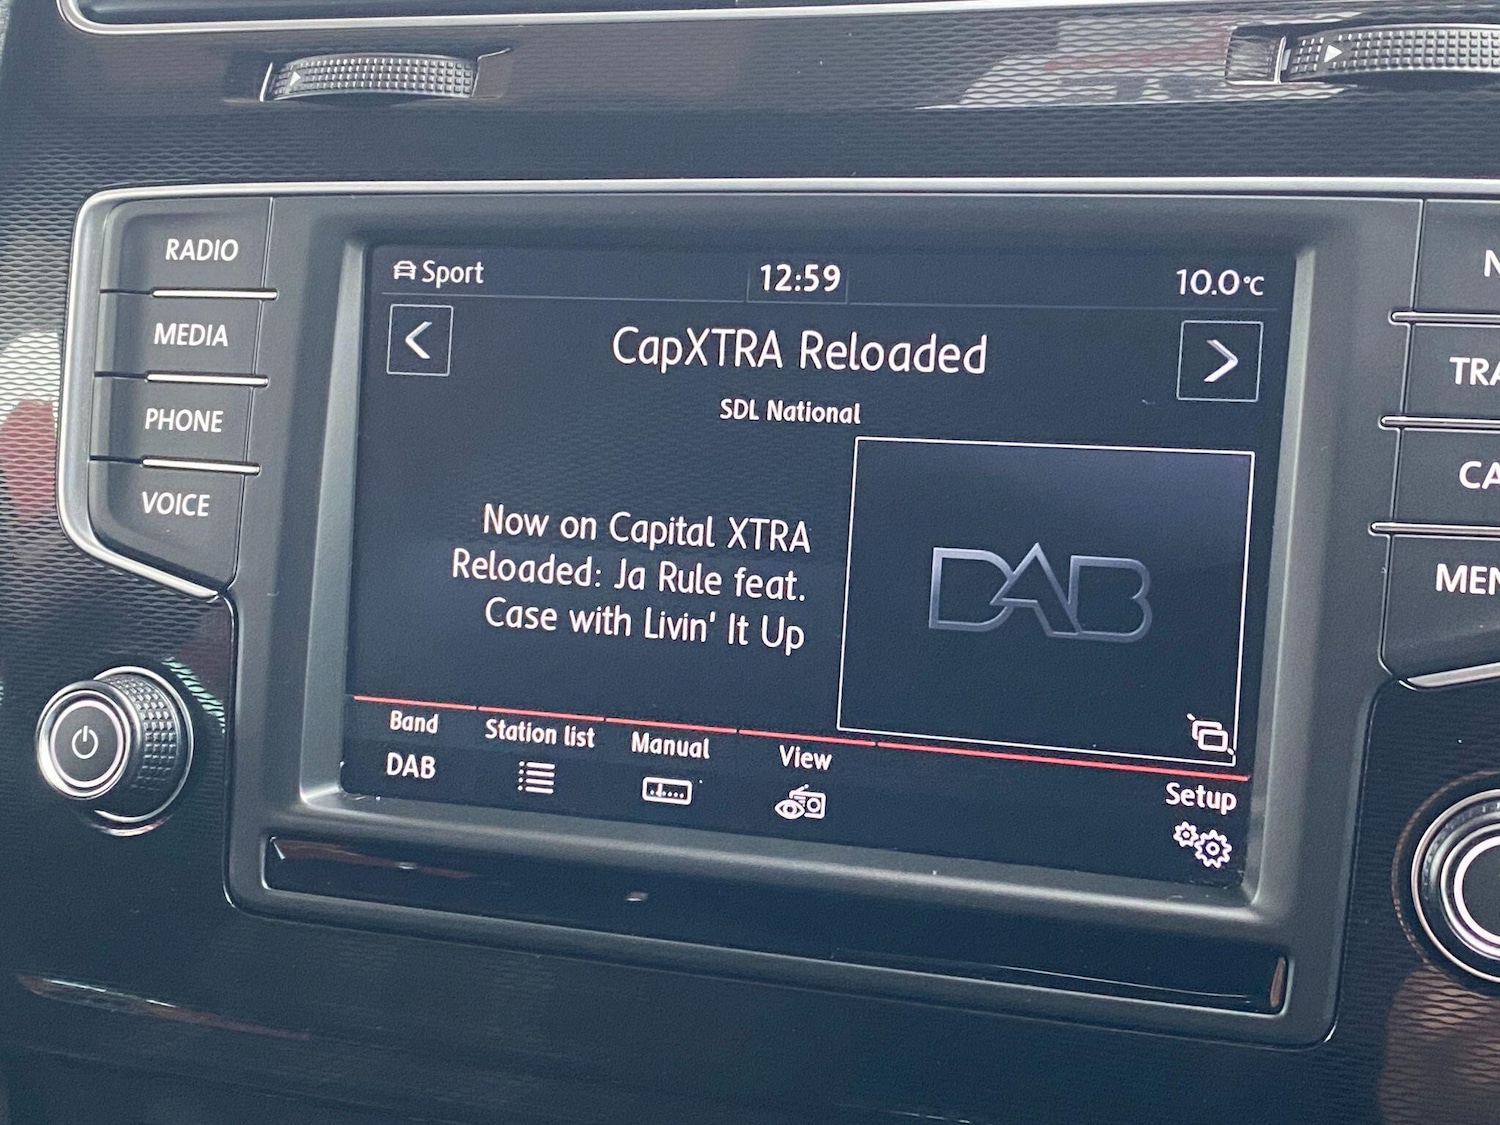 RADIO
MEDIA
PHONE
VOICE
Sport
12:59
10.0°C
CapXTRA Reloaded
SDL National
Now on Capital XTRA
Reloaded: Ja Rule feat.
Case with Livin' It Up
DAB
Band
DAB
Station list
Manual
View
Setup